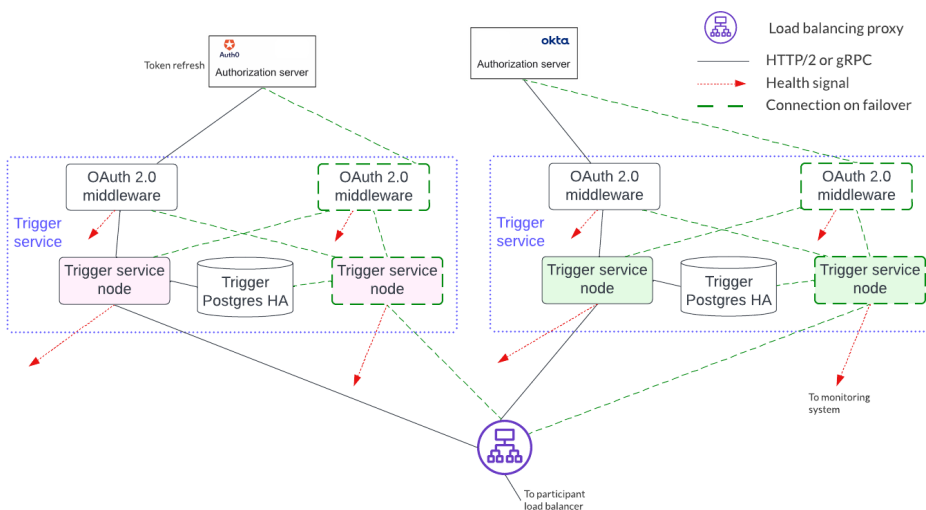 Load balancing proxy
HTTP/2 or gRPC
Health signal
Connection on failover
Token refresh
Auth0
Authorization server
okta
Authorization server
Trigger
service
OAuth 2.0
middleware
OAuth 2.0
middleware
Trigger service
node
Trigger
Postgres HA
Trigger service
node
Trigger
service
OAuth 2.0
middleware
OAuth 2.0
middleware
Trigger service
node
Trigger
Postgres HA
Trigger service
node
To monitoring
system
To participant
load balancer